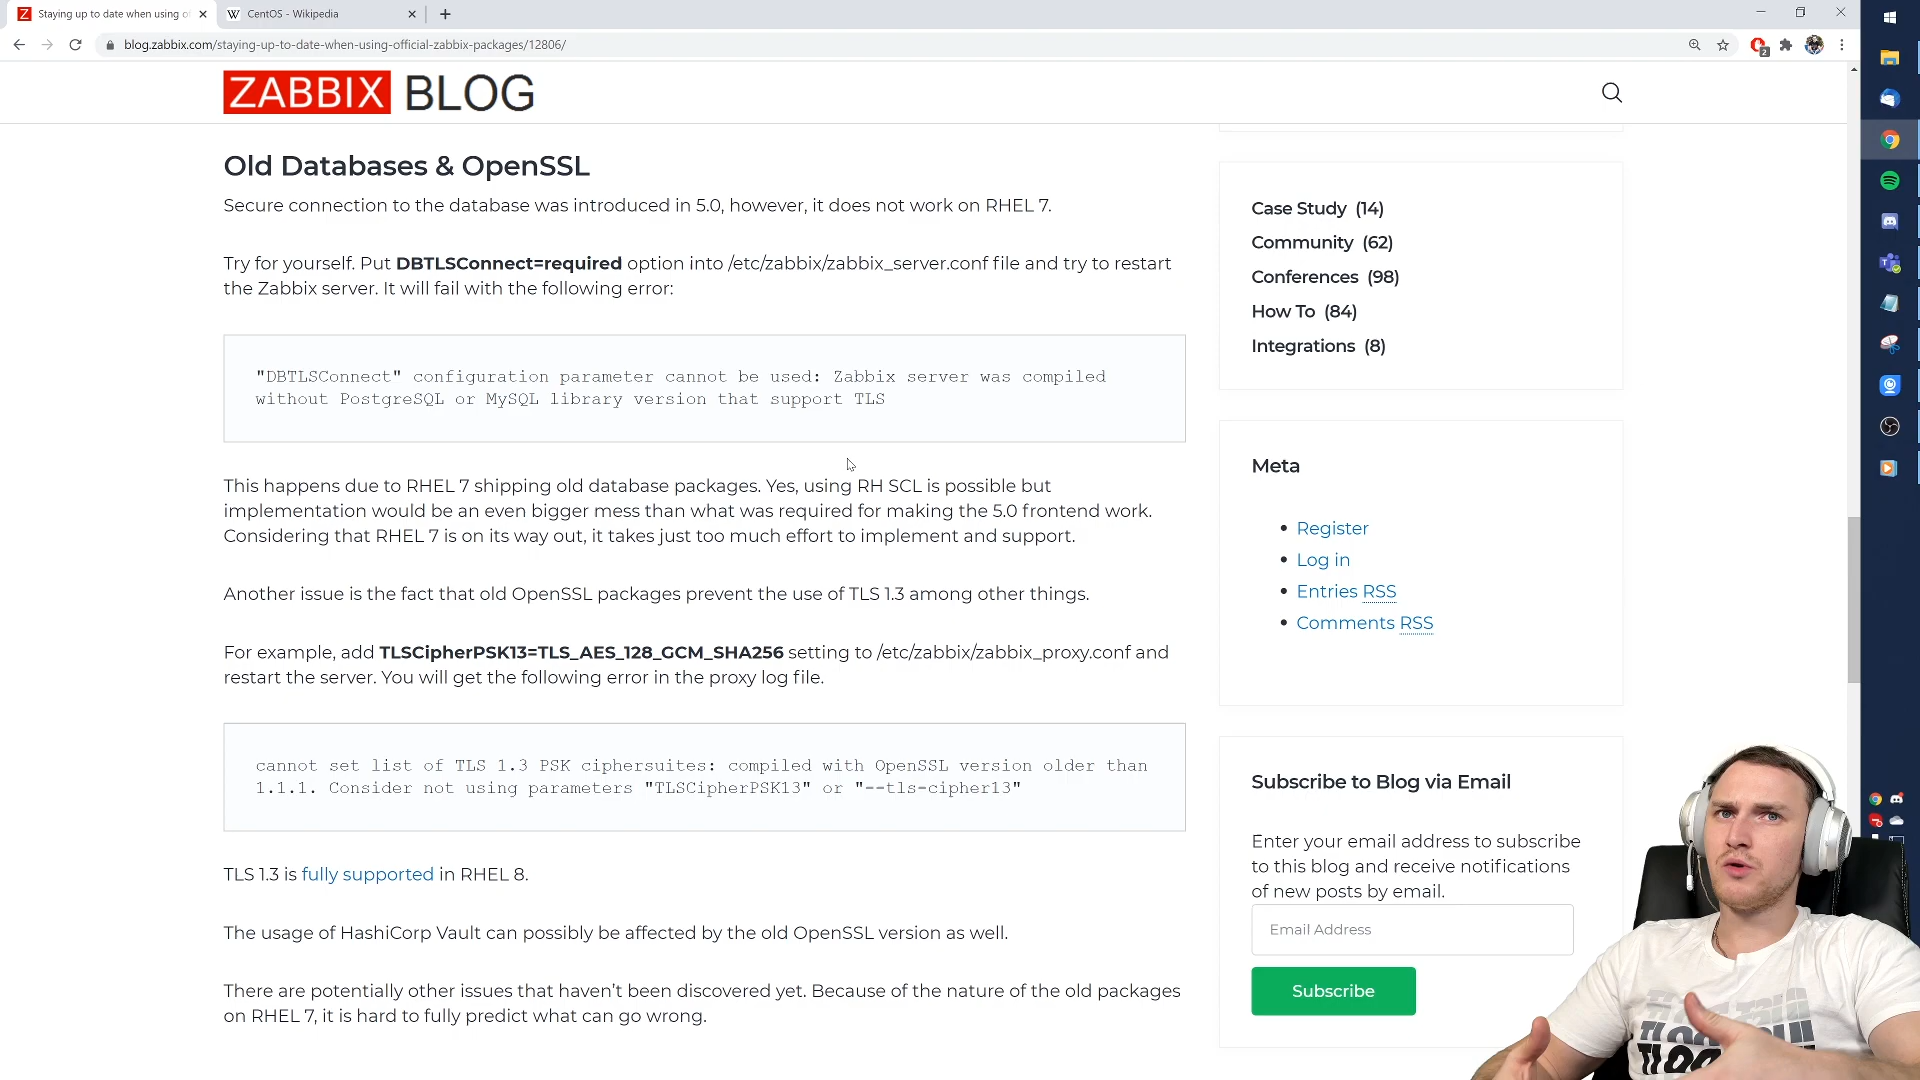 Staying up to date when using o
CentOS - Wikipedia
blog.zabbix.com/staying-up-to-date-when-using-official-zabbix-packages/12806/
2
ZABBIX BLOG
Old Databases & OpenSSL
Secure connection to the database was introduced in 5.0, however, it does not work on RHEL 7.
Try for yourself. Put DBTLSConnect=required option into /etc/zabbix/zabbix_server.conf file and try to restart
the Zabbix server. It will fail with the following error:
"DBTLSConnect" configuration parameter cannot be used: Zabbix server was compiled
without PostgreSQL or MySQL library version that support TLS
This happens due to RHEL 7 shipping old database packages. Yes, using RH SCL is possible but
implementation would be an even bigger mess than what was required for making the 5.0 frontend work.
Considering that RHEL 7 is on its way out, it takes just too much effort to implement and support.
Another issue is the fact that old OpenSSL packages prevent the use of TLS 1.3 among other things.
For example, add TLSCipherPSK13=TLS_AES_128_GCM_SHA256 setting to /etc/zabbix/zabbix_proxy.conf and
restart the server. You will get the following error in the proxy log file.
cannot set list of TLS 1.3 PSK ciphersuites: compiled with OpenSSL version older than
1.1.1. Consider not using parameters "TLSCipherPSK13" or "--tls-cipher13"
TLS 1.3 is fully supported in RHEL 8.
The usage of HashiCorp Vault can possibly be affected by the old OpenSSL version as well.
There are potentially other issues that haven't been discovered yet. Because of the nature of the old packages
on RHEL 7, it is hard to fully predict what can go wrong.
Case Study (14)
Community (62)
Conferences (98)
How To (84)
Integrations (8)
Meta
Register
Log in
Entries RSS
Comments RSS
Subscribe to Blog via Email
Enter your email address to subscribe
to this blog and receive notifications
of new posts by email.
Email Address
Subscribe